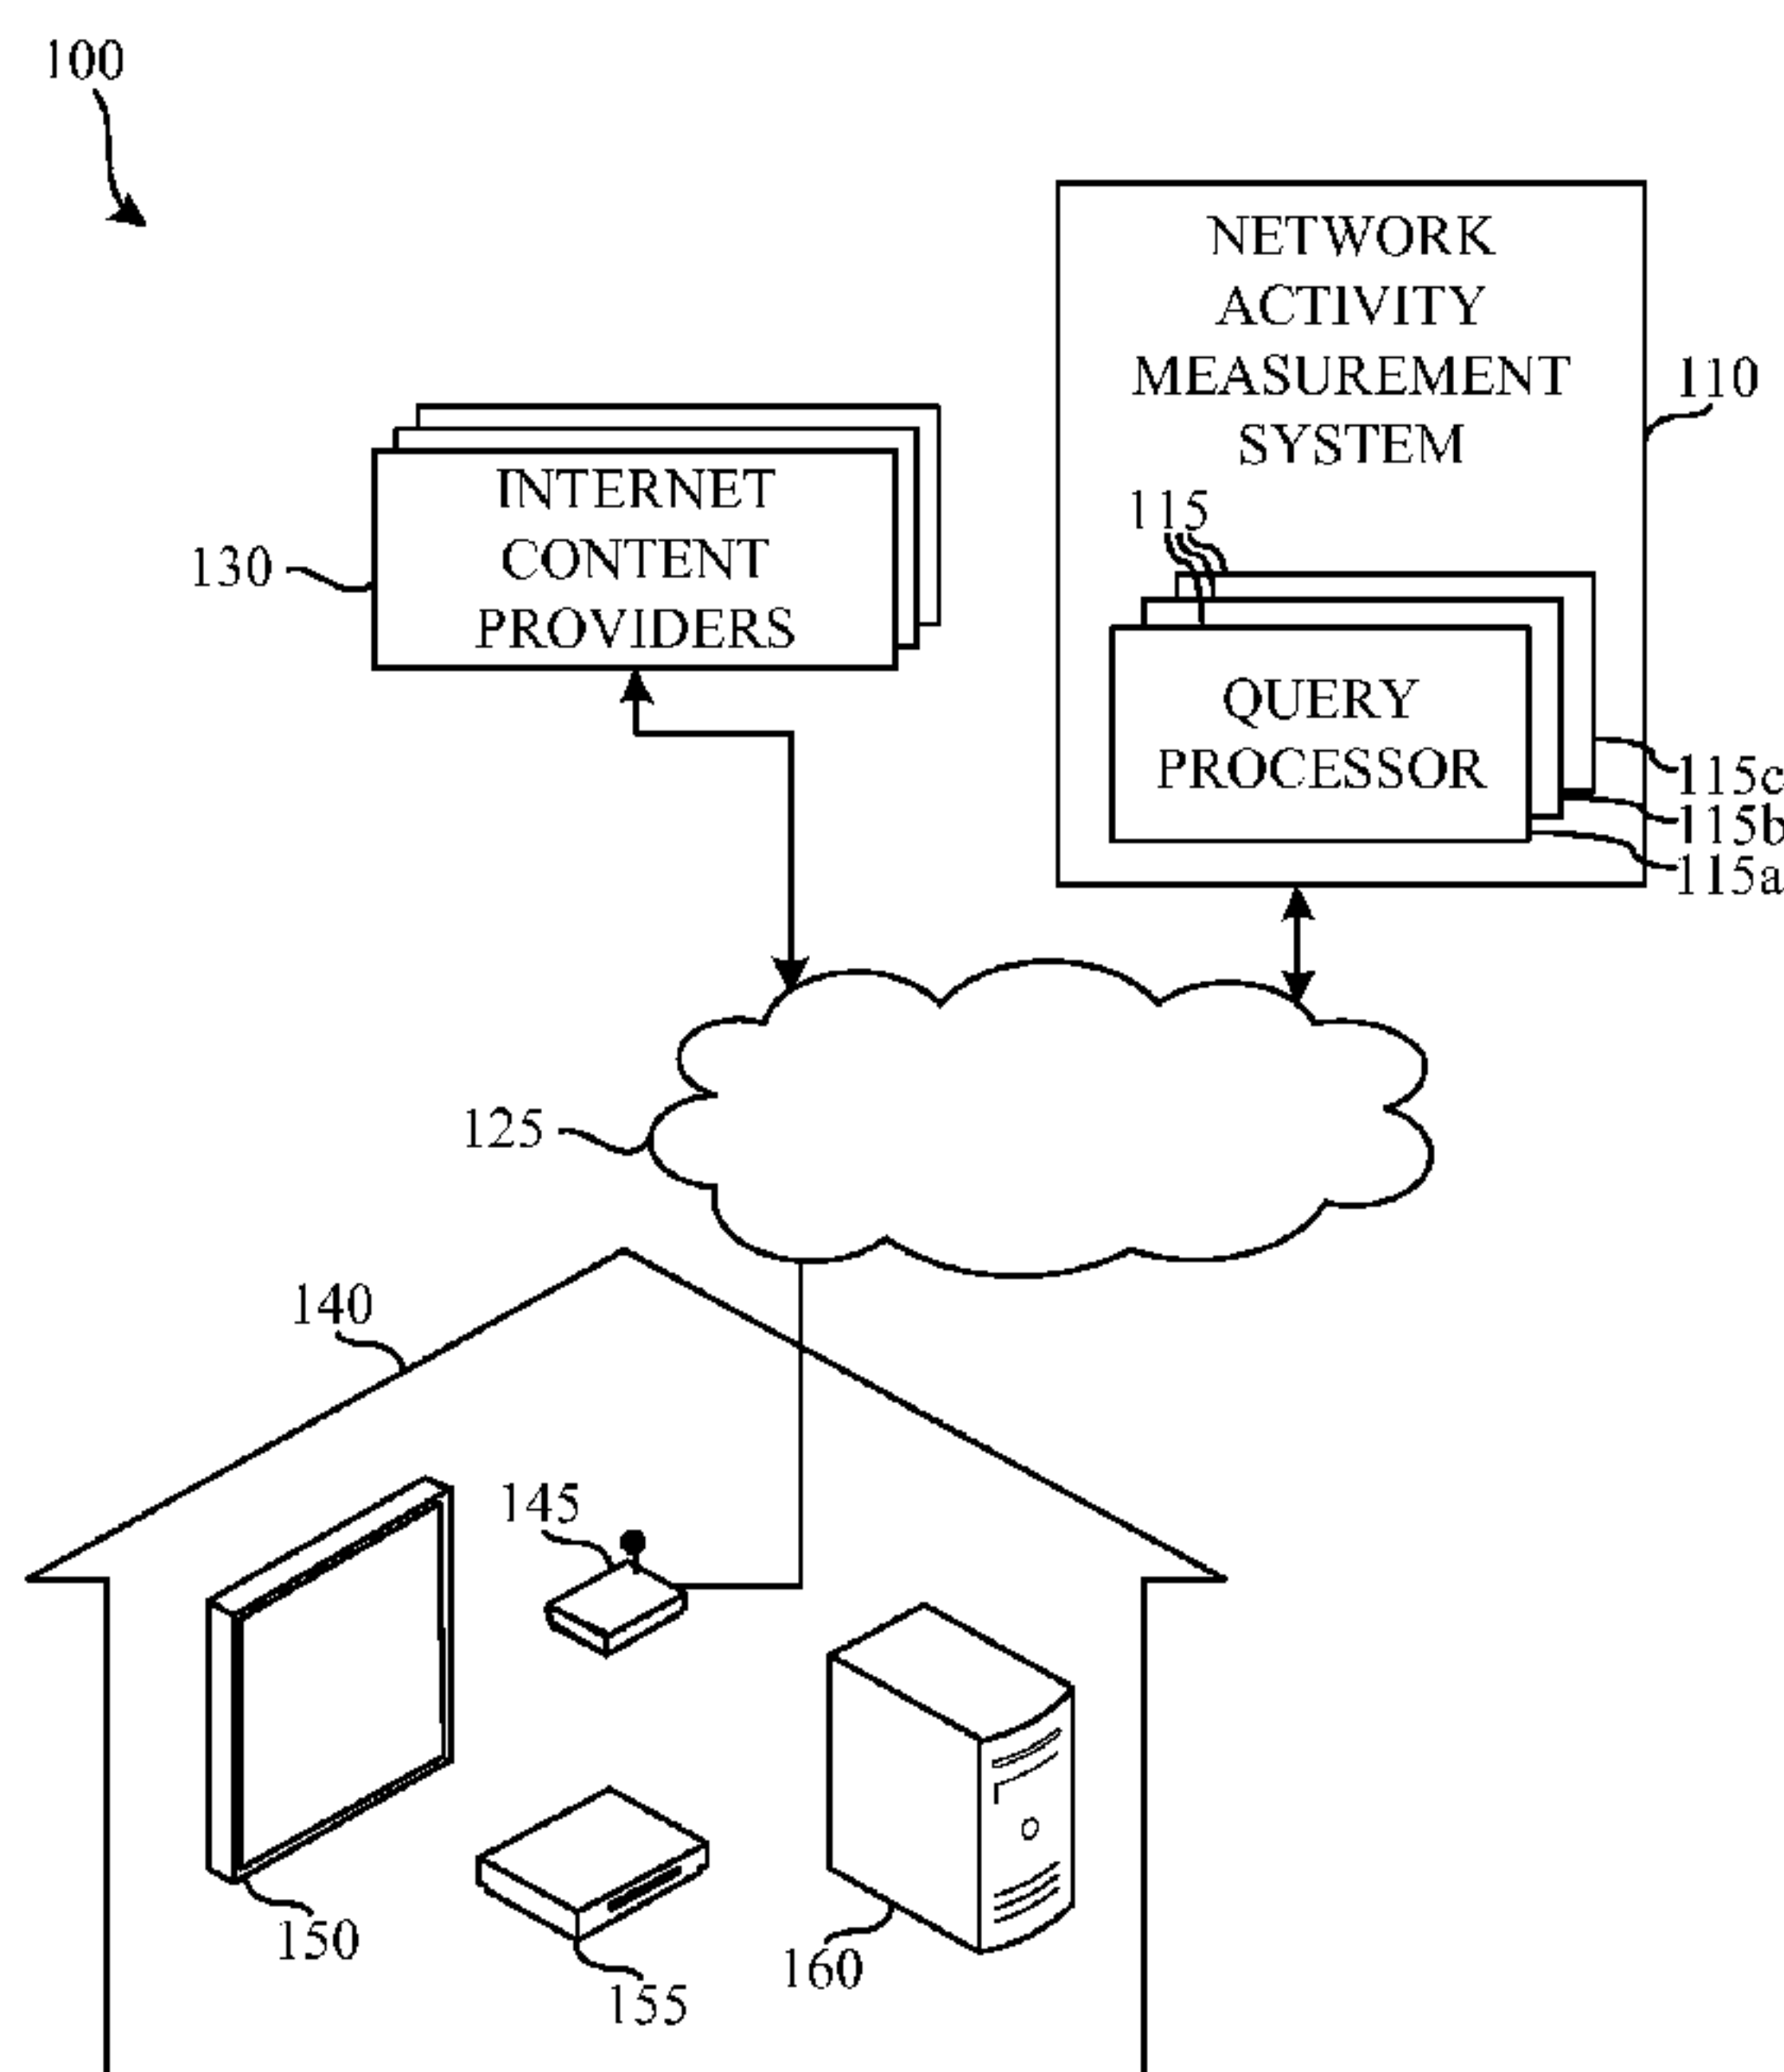 100
NETWORK
ACTIVITY
MEASUREMENT
SYSTEM
110
INTERNET
CONTENT
PROVIDERS
130
115
QUERY
PROCESSOR
115c
115b
115a
125
140
145
150
155
160